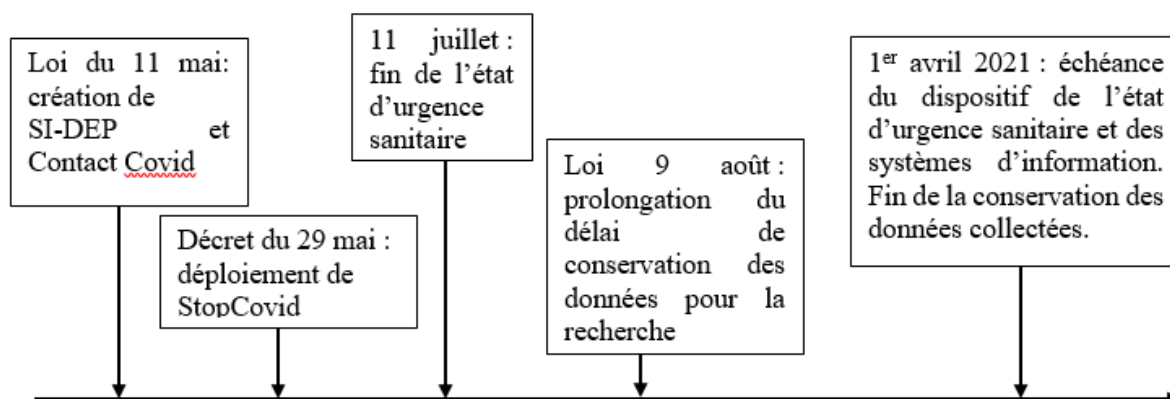 Loi du 11 mai:
création de
SI-DEP et
Contact Covid
Décret du 29 mai :
déploiement de
StopCovid
11 juillet :
fin de l'état
d'urgence
sanitaire
Loi 9 août :
prolongation du
délai de
conservation des
données pour la
recherche
1er avril 2021 : échéance
du dispositif de l'état
d'urgence sanitaire et des
systèmes d'information.
Fin de la conservation des
données collectées.